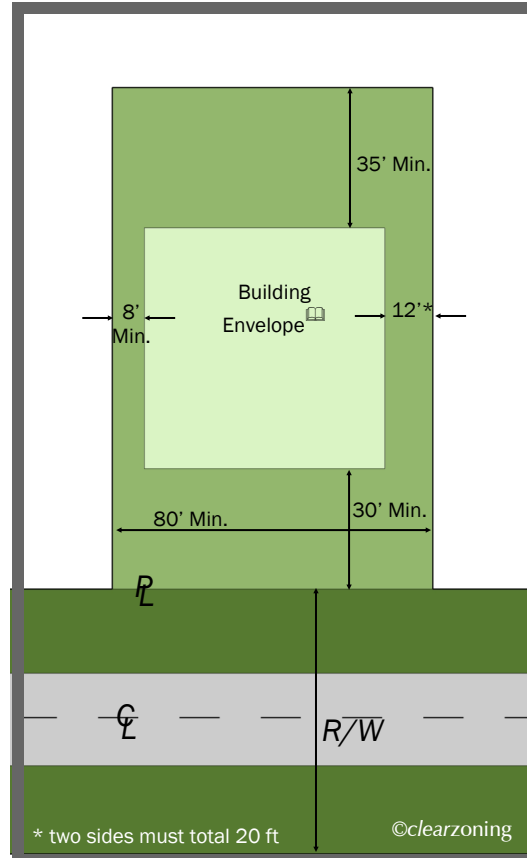 35’ Min.
Building
Envelope
8’
Min.
12’*
80’ Min.
30’ Min.
PL
CL
R/W
* two sides must total 20 ft
©clearzoning